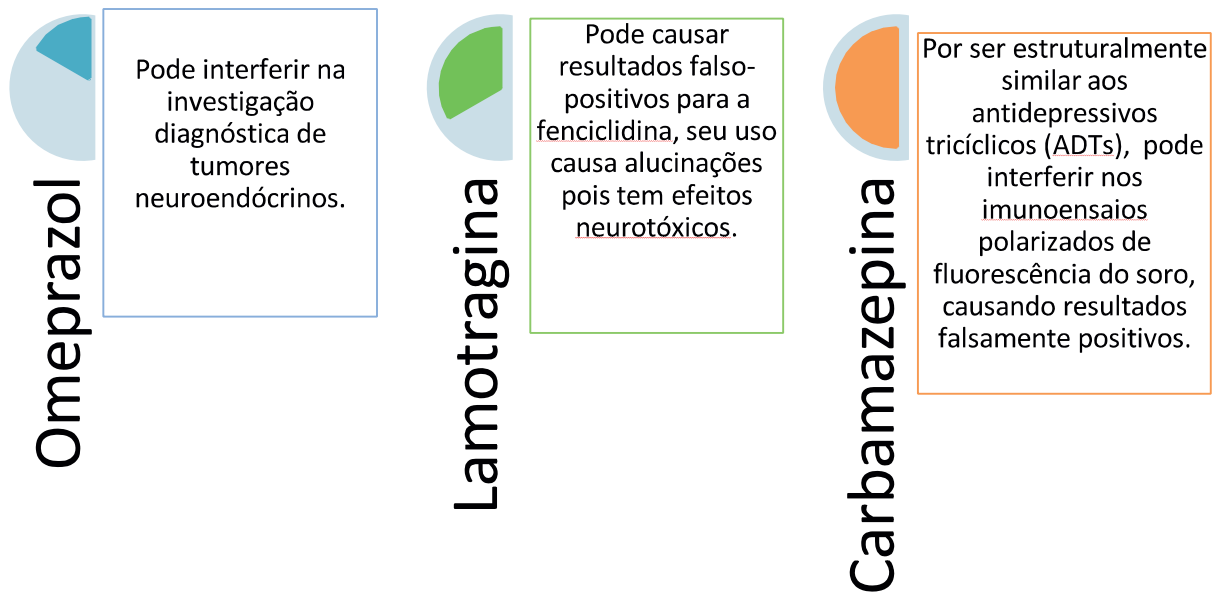 Omeprazol
Pode interferir na
investigação
diagnóstica de
tumores
neuroendócrinos.
Lamotragina
Pode causar
resultados falso-
positivos para a
fenciclidina, seu uso
causa alucinações
pois tem efeitos
neurotóxicos.
Carbamazepina
Por ser estruturalmente
similar aos
antidepressivos
tricíclicos (ADTs),  pode
interferir nos
imunoensaios
polarizados de
fluorescência do soro,
causando resultados
falsamente positivos.